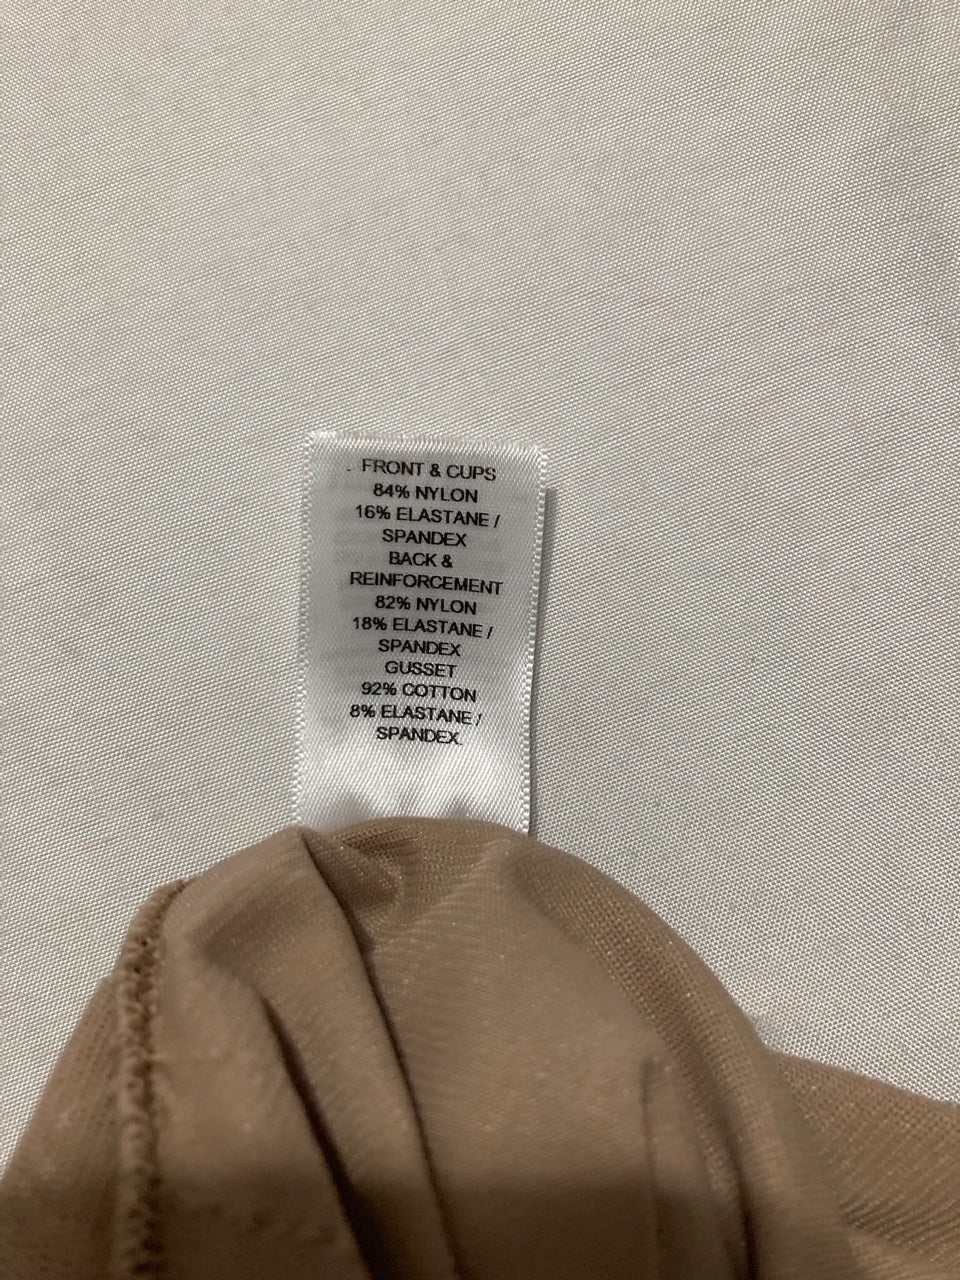 FRONT & CUPS
84% NYLON
16% ELASTANE /
SPANDEX
BACK &
REINFORCEMENT
82% NYLON
18% ELASTANE /
SPANDEX
GUSSET
92% COTTON
8% ELASTANE /
SPANDEX.